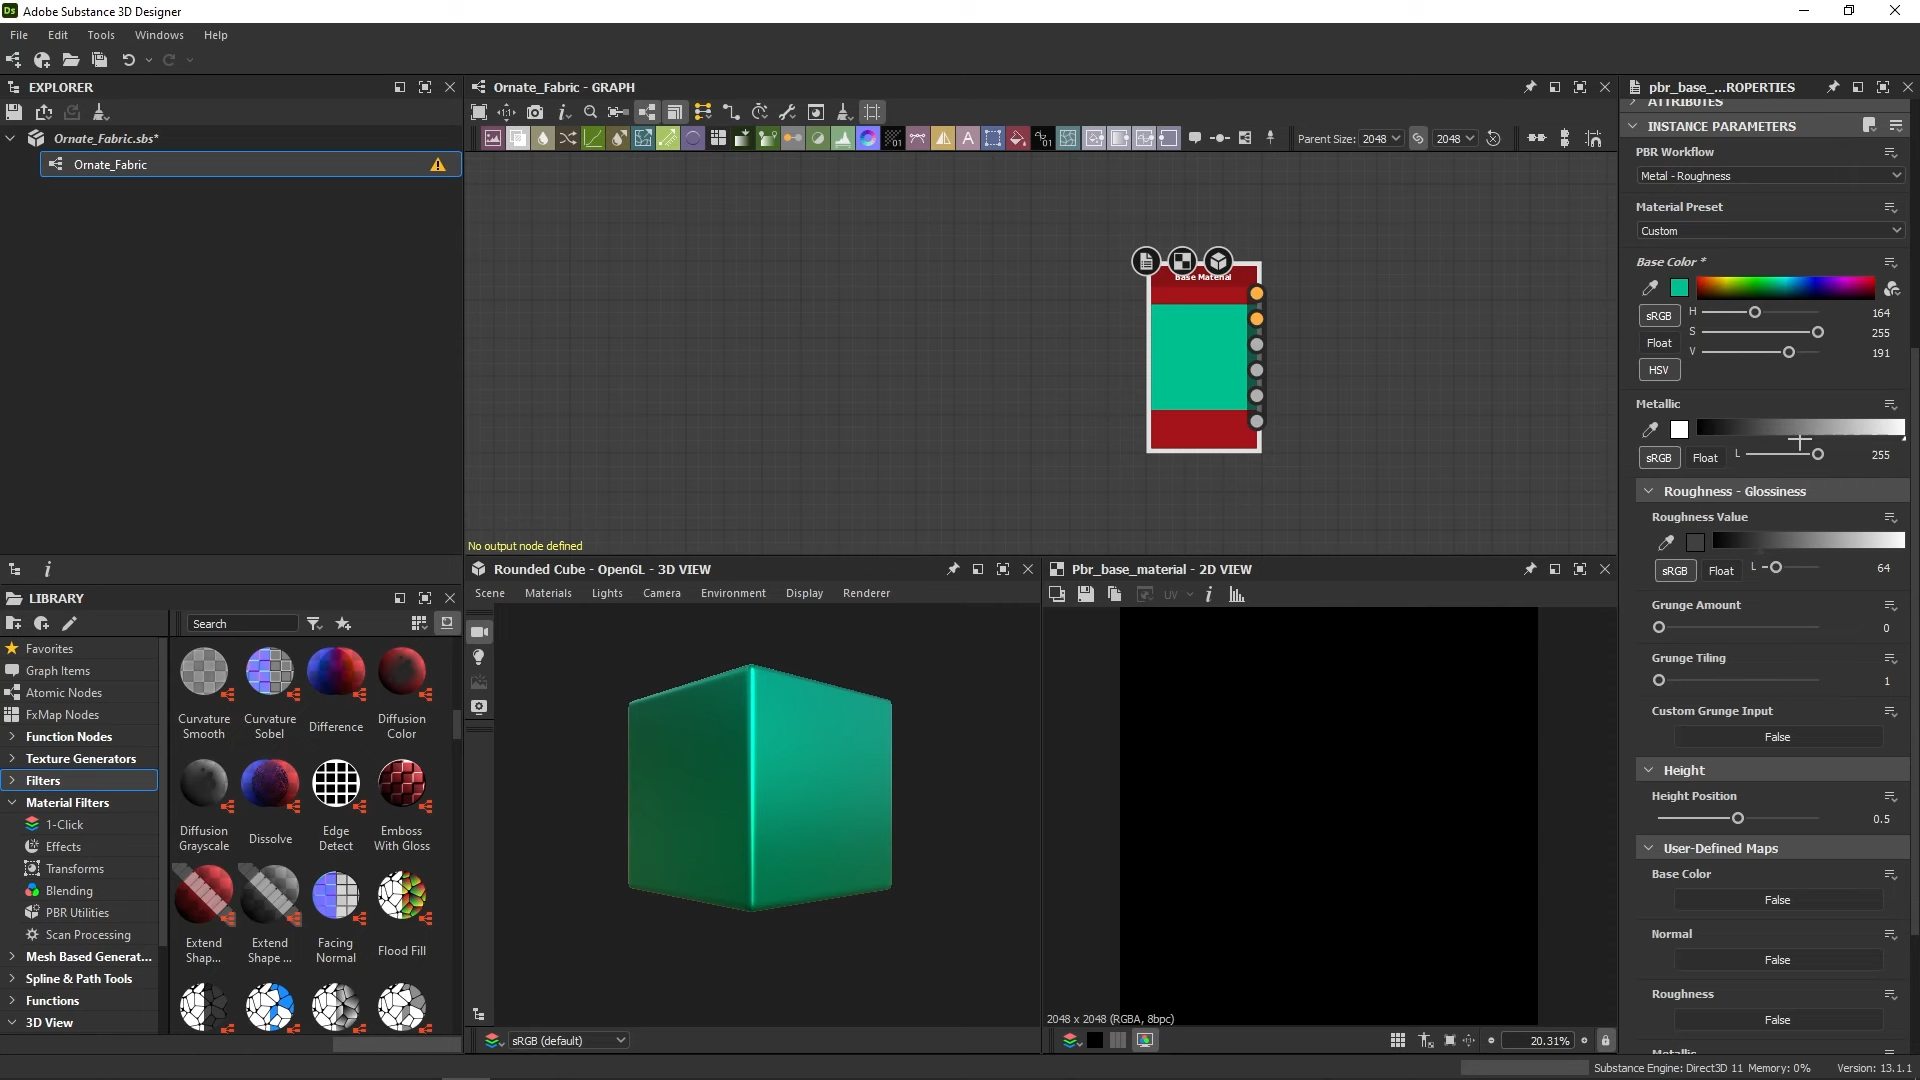 Adobe Substance 3D Designer
File Edit Tools Windows Help
EXPLORER
Ornate_Fabric.sbs*
Ornate_Fabric
Ornate_Fabric - GRAPH
Parent Size: 2048 2048
Base Material
No output node defined
LIBRARY
Search
Favorites
Graph Items
Atomic Nodes
FxMap Nodes
Function Nodes
Texture Generators
Filters
Material Filters
1-Click
Effects
Transforms
Blending
PBR Utilities
Scan Processing
Mesh Based Generat...
Spline & Path Tools
Functions
3D View
Curvature Smooth
Curvature Sobel
Difference
Diffusion Color
Diffusion Grayscale
Dissolve
Edge Detect
Emboss With Gloss
Extend Shap...
Extend Shape ...
Facing Normal
Flood Fill
Rounded Cube - OpenGL - 3D VIEW
Scene Materials Lights Camera Environment Display Renderer
sRGB (default)
Pbr_base_material - 2D VIEW
UV
2048 x 2048 (RGBA, 8bpc)
20.31%
pbr_base_...ROPERTIES
ATTRIBUTES
INSTANCE PARAMETERS
PBR Workflow
Metal - Roughness
Material Preset
Custom
Base Color *
sRGB H 164
S 255
Float
V 191
HSV
Metallic
sRGB Float L 255
Roughness - Glossiness
Roughness Value
sRGB Float L 64
Grunge Amount
0
Grunge Tiling
1
Custom Grunge Input
False
Height
Height Position
0.5
User-Defined Maps
Base Color
False
Normal
False
Roughness
False
Metallic
Substance Engine: Direct3D 11 Memory: 0% Version: 13.1.1